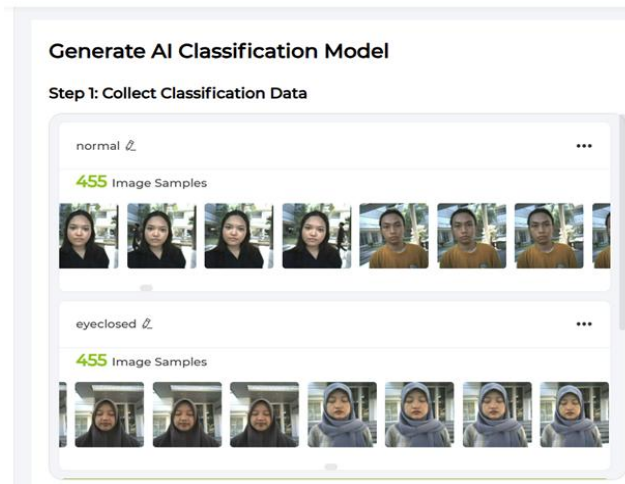 Generate AI Classification Model
Step 1: Collect Classification Data
normal
455 Image Samples
eyeclosed
455 Image Samples